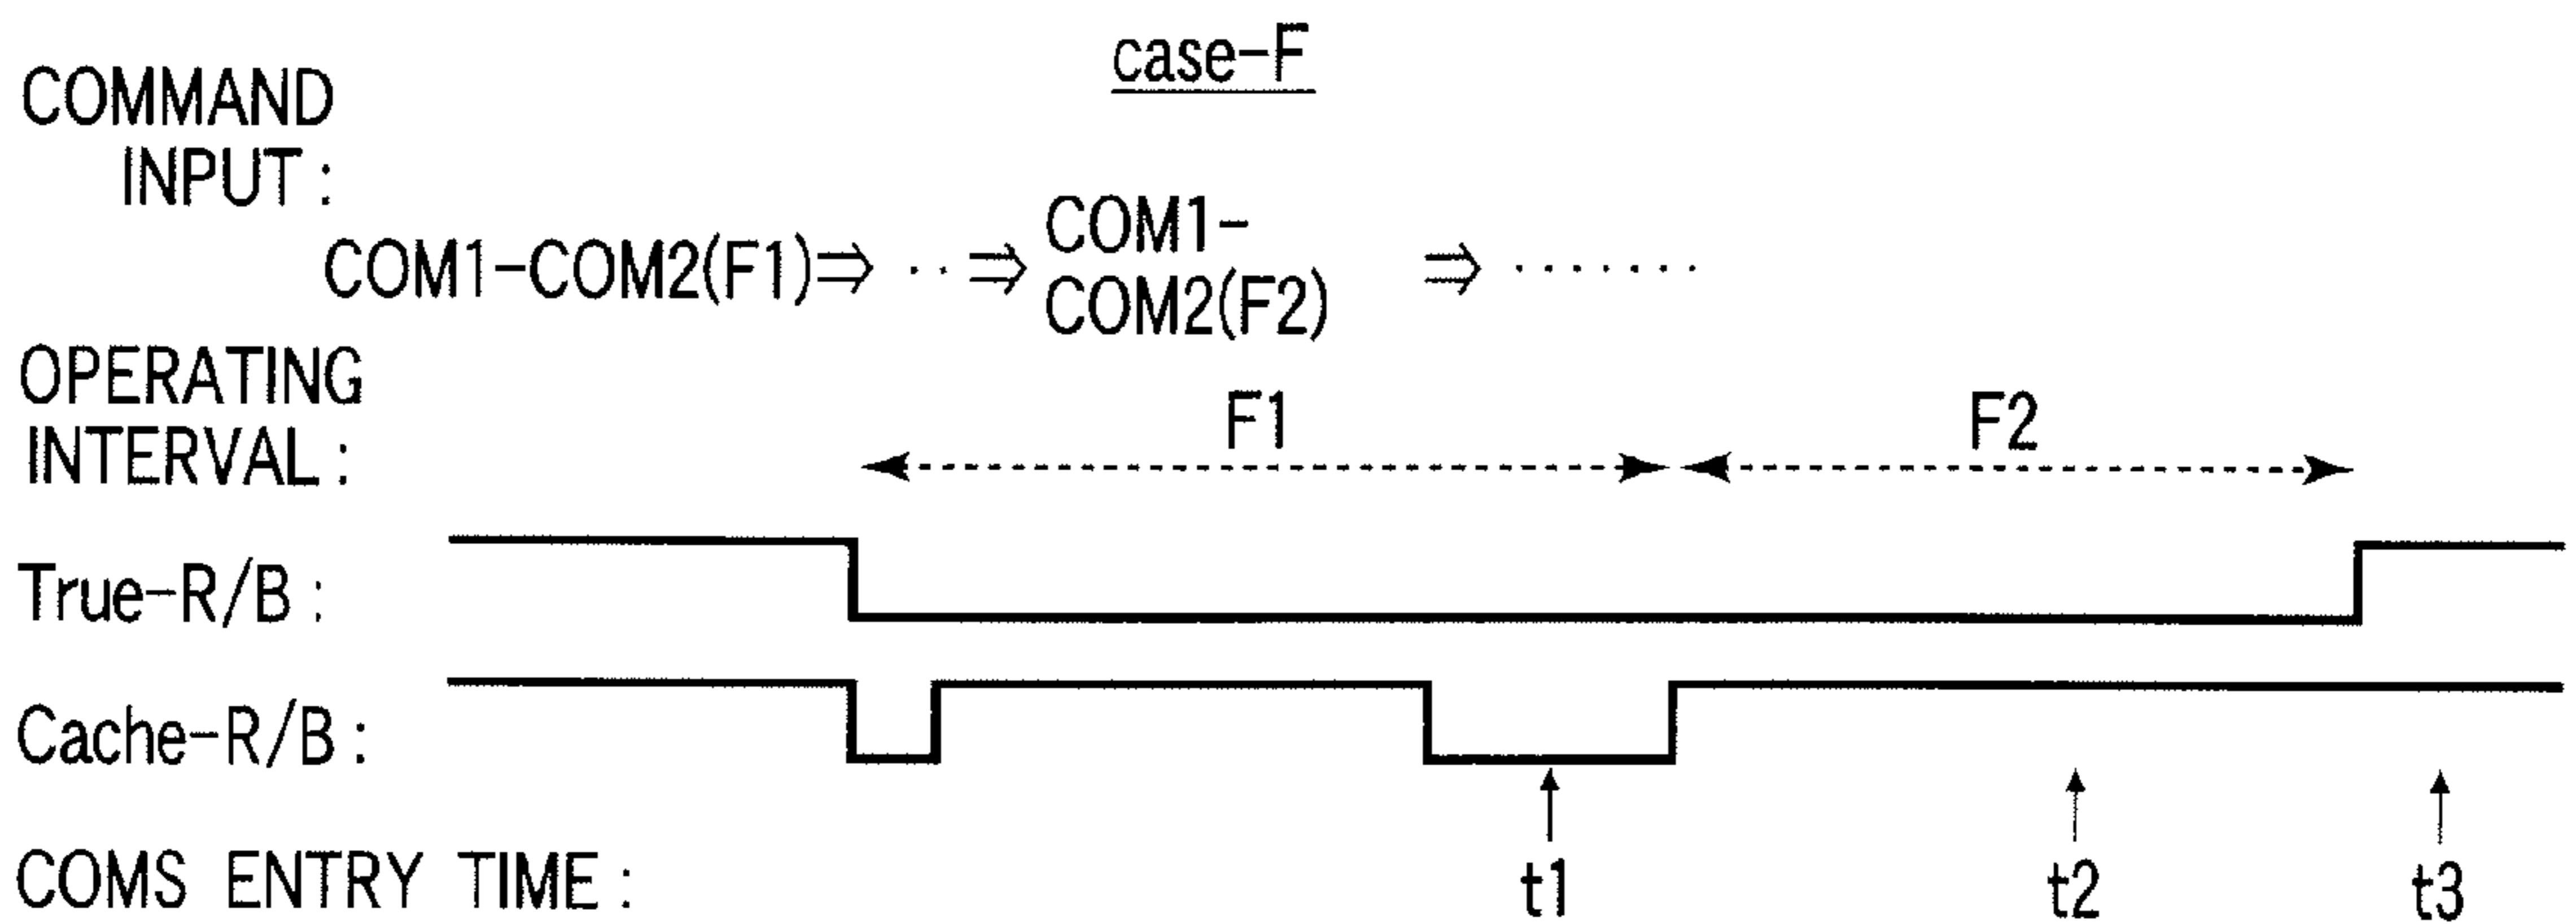 case-F
COMMAND
INPUT :
COM1-COM2(F1)⇒ ·· ⇒ COM1-
COM2(F2) ⇒ ·······
OPERATING
INTERVAL :
F1 F2
True-R/B :
Cache-R/B :
COMS ENTRY TIME : t1 t2 t3